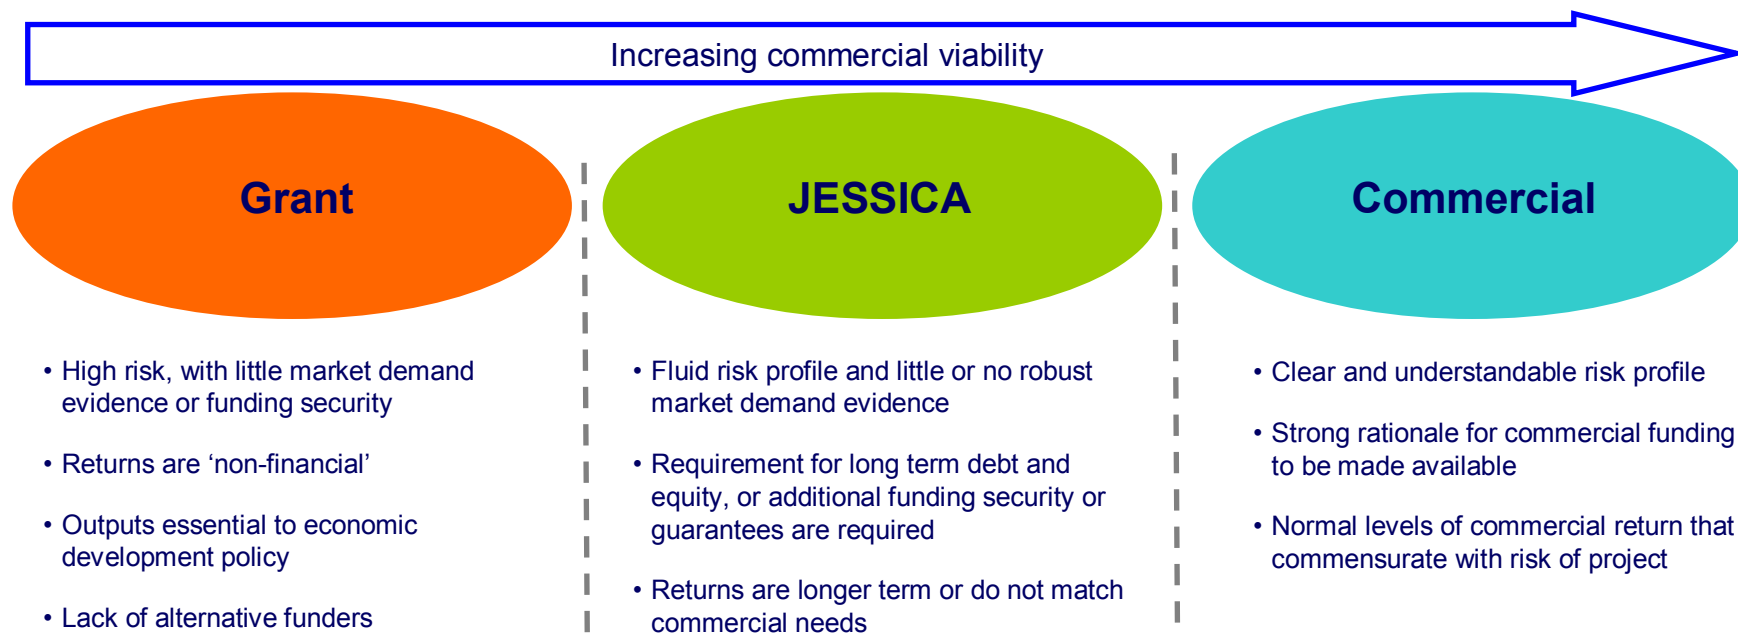 Increasing commercial viability
Grant
JESSICA
Commercial
• High risk, with little market demand
evidence or funding security
• Returns are ‘non-financial’
• Outputs essential to economic
development policy
• Lack of alternative funders
• Fluid risk profile and little or no robust
market demand evidence
• Requirement for long term debt and
equity, or additional funding security or
guarantees are required
• Returns are longer term or do not match
commercial needs
• Clear and understandable risk profile
• Strong rationale for commercial funding
to be made available
• Normal levels of commercial return that
commensurate with risk of project